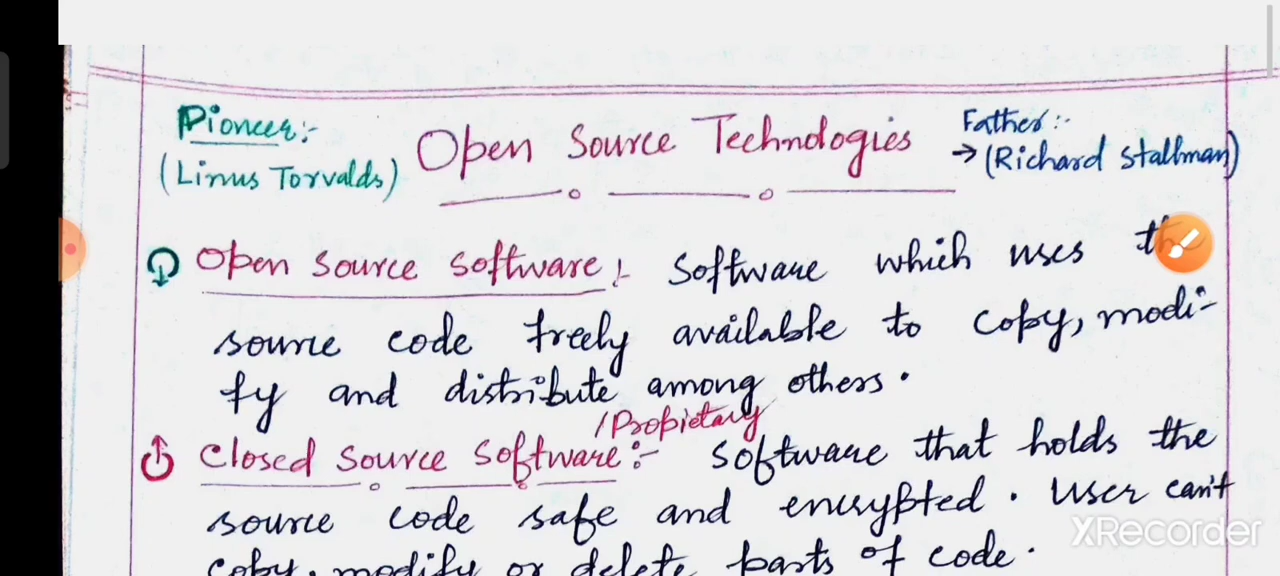 Pioneer:-
(Linus Torvalds)
Open Source Technologies
Father:-
→ (Richard Stallman)
Open Source Software :- Software which uses the
source code freely available to copy, modi-
fy and distribute among others.
/Propietary
Closed Source Software :- Software that holds the
source code safe and encrypted. User can't
copy, modify or delete parts of code.
XRecorder